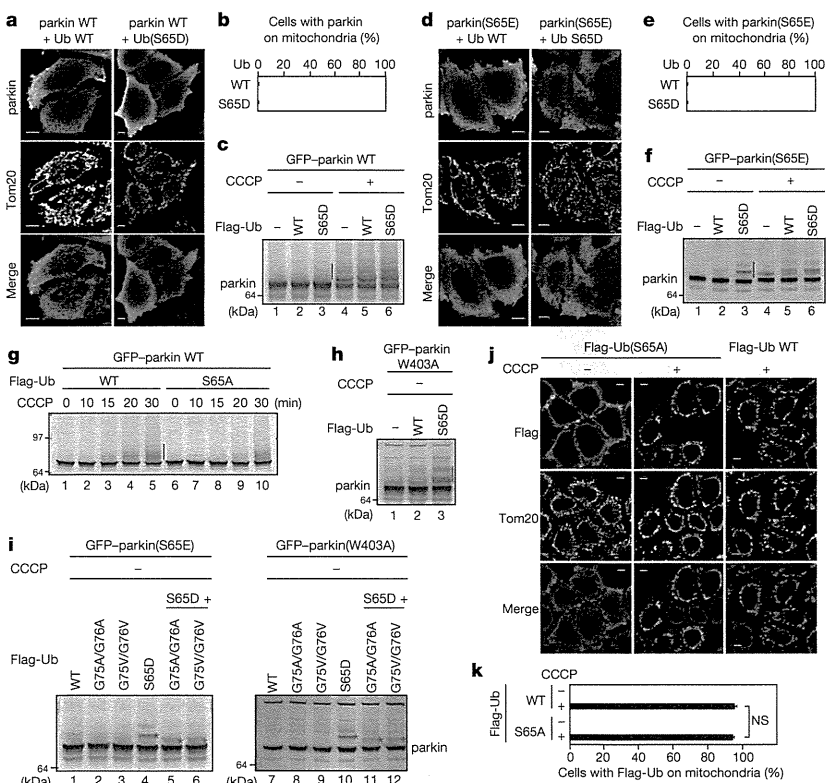 a
parkin WT + Ub WT
parkin WT + Ub(S65D)
parkin
Tom20
Merge
b
Cells with parkin on mitochondria (%)
Ub 0 20 40 60 80 100
WT
S65D
c
GFP–parkin WT
CCCP – +
Flag-Ub – WT S65D – WT S65D
parkin
64
(kDa) 1 2 3 4 5 6
d
parkin(S65E) + Ub WT
parkin(S65E) + Ub S65D
parkin
Tom20
Merge
e
Cells with parkin(S65E) on mitochondria (%)
Ub 0 20 40 60 80 100
WT
S65D
f
GFP–parkin(S65E)
CCCP – +
Flag-Ub – WT S65D – WT S65D
parkin
64
(kDa) 1 2 3 4 5 6
g
GFP–parkin WT
Flag-Ub WT S65A
CCCP 0 10 15 20 30 0 10 15 20 30 (min)
97
64
(kDa) 1 2 3 4 5 6 7 8 9 10
h
GFP–parkin W403A
CCCP –
Flag-Ub – WT S65D
parkin
64
(kDa) 1 2 3
i
GFP–parkin(S65E)
CCCP –
S65D +
Flag-Ub WT G75A/G76A G75V/G76V S65D G75A/G76A G75V/G76V
64
(kDa) 1 2 3 4 5 6
GFP–parkin(W403A)
–
S65D +
WT G75A/G76A G75V/G76V S65D G75A/G76A G75V/G76V
parkin
64
(kDa) 7 8 9 10 11 12
j
Flag-Ub(S65A) Flag-Ub WT
CCCP – + +
Flag
Tom20
Merge
k
CCCP
Flag-Ub
WT – +
S65A – +
NS
0 20 40 60 80 100
Cells with Flag-Ub on mitochondria (%)